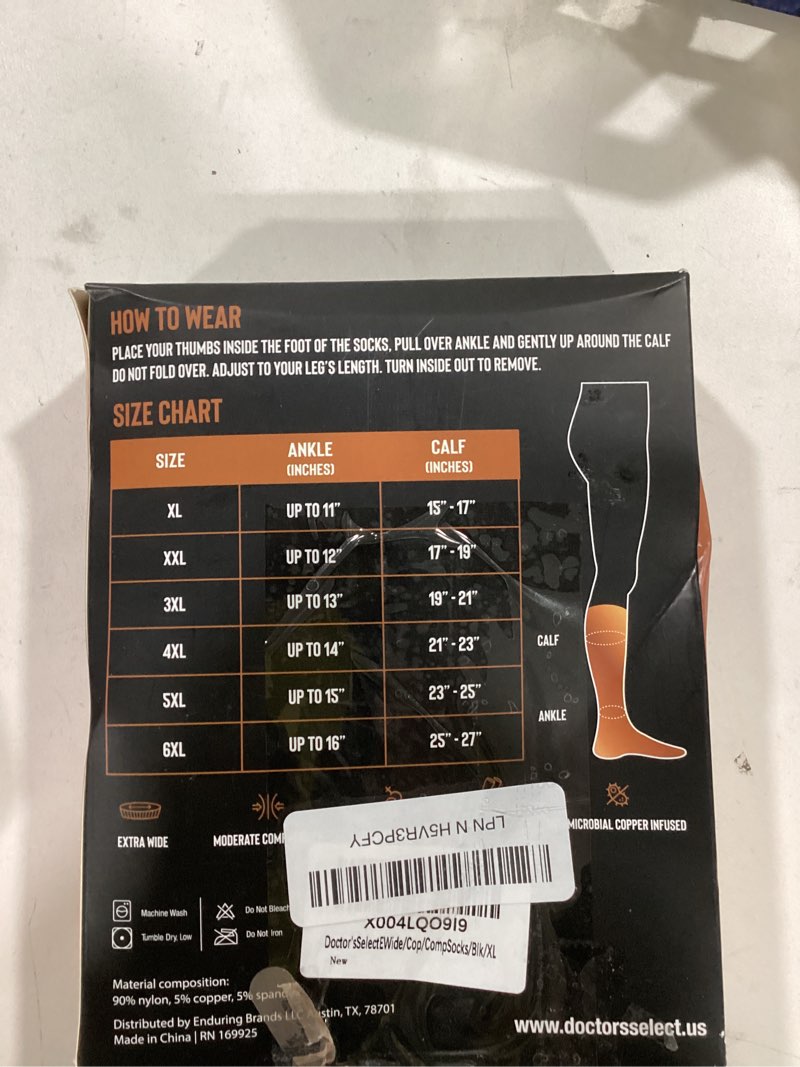 HOW TO WEAR
PLACE YOUR THUMBS INSIDE THE FOOT OF THE SOCKS, PULL OVER ANKLE AND GENTLY UP AROUND THE CALF
DO NOT FOLD OVER. ADJUST TO YOUR LEG'S LENGTH. TURN INSIDE OUT TO REMOVE.
SIZE CHART
SIZE ANKLE (INCHES) CALF (INCHES)
XL UP TO 11" 15" - 17"
XXL UP TO 12" 17" - 19"
3XL UP TO 13" 19" - 21"
4XL UP TO 14" 21" - 23"
5XL UP TO 15" 23" - 25"
6XL UP TO 16" 25" - 27"
CALF
ANKLE
EXTRA WIDE MODERATE MICROBIAL COPPER INFUSED
LPN N H5VR3PCFY
Machine Wash Do Not Bleach
Tumble Dry, Low Do Not Iron
X004LQO9I9
Doctor'sSelectEWide/Cop/CompSocks/Blk/XL
New
Material composition:
90% nylon, 5% copper, 5%
Distributed by Enduring Brands LLC Austin, TX, 78701
Made in China | RN 169925
www.doctorsselect.us